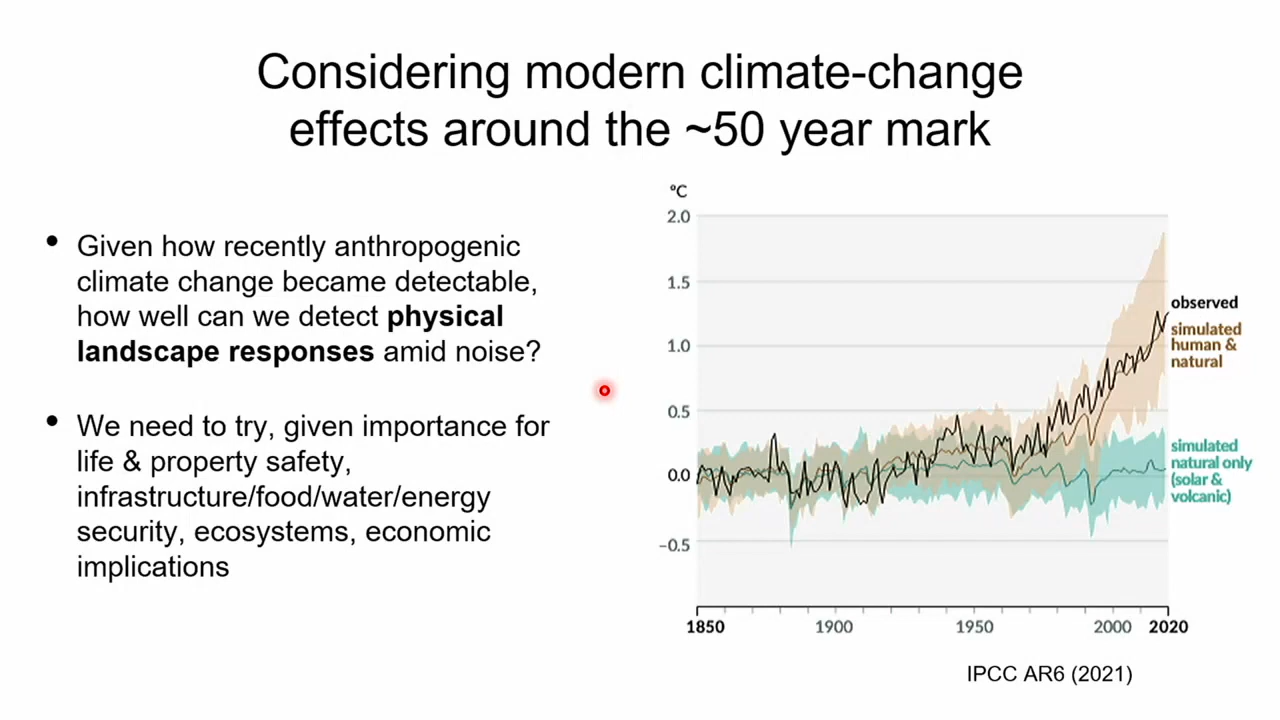 Considering modern climate-change
effects around the ~50 year mark
• Given how recently anthropogenic
climate change became detectable,
how well can we detect physical
landscape responses amid noise?
• We need to try, given importance for
life & property safety,
infrastructure/food/water/energy
security, ecosystems, economic
implications
ºC
2.0
1.5
1.0
0.5
0.0
–0.5
observed
simulated
human &
natural
simulated
natural only
(solar &
volcanic)
1850 1900 1950 2000 2020
IPCC AR6 (2021)